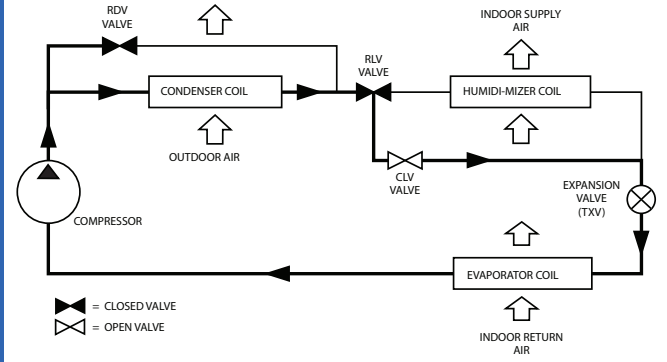 RDV
VALVE
INDOOR SUPPLY
AIR
RLV
VALVE
CONDENSER COIL
HUMIDI-MIZER COIL
OUTDOOR AIR
CLV
VALVE
EXPANSION
VALVE
(TXV)
COMPRESSOR
EVAPORATOR COIL
= CLOSED VALVE
= OPEN VALVE
INDOOR RETURN
AIR